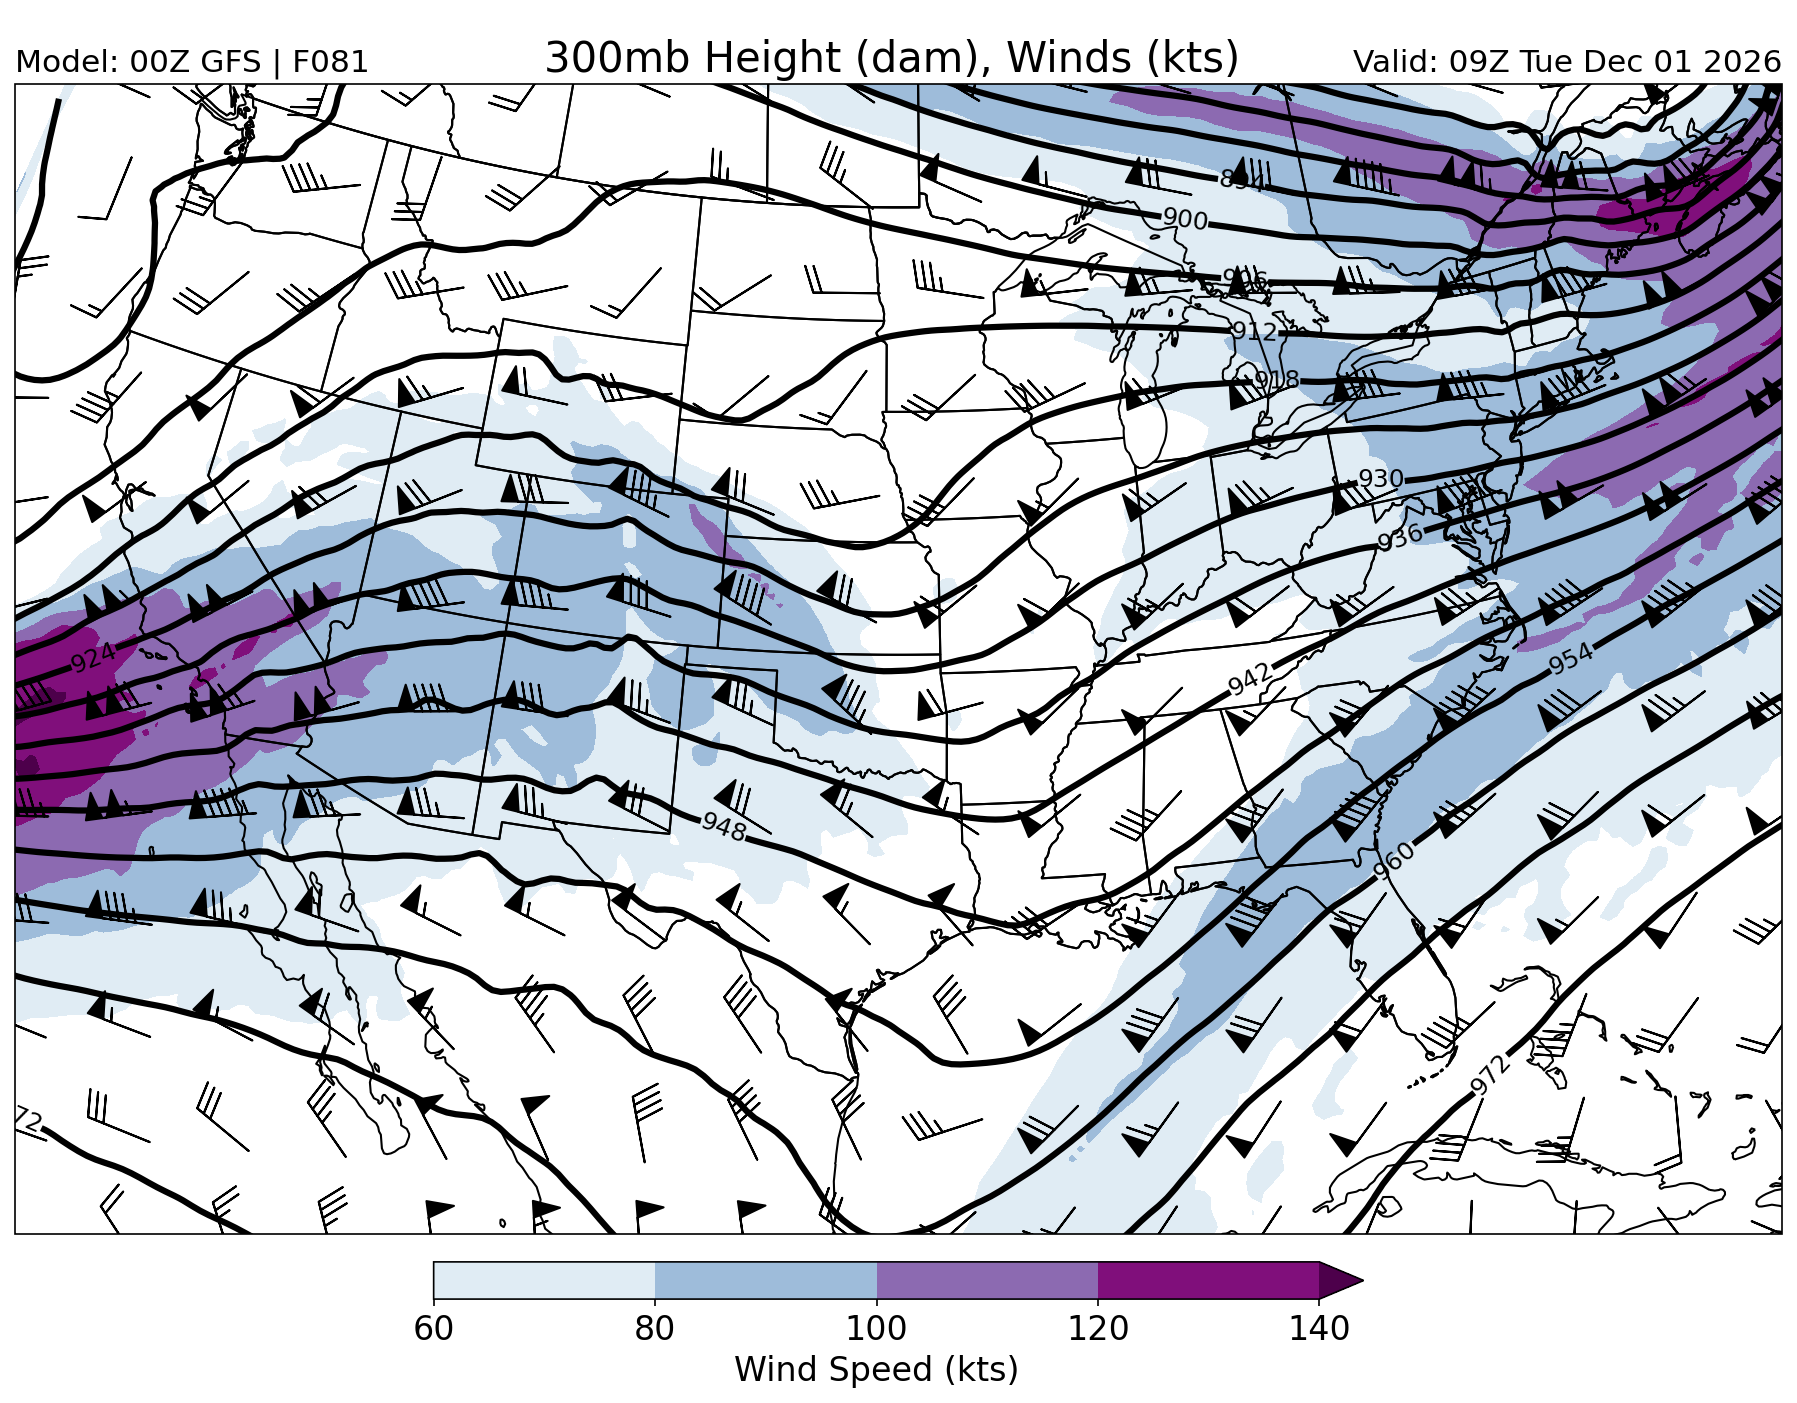 Model: 00Z GFS | F081
300mb Height (dam), Winds (kts)
Valid: 09Z Tue Dec 01 2026
894
900
906
912
918
930
936
924
942
954
948
960
972
72
60 80 100 120 140
Wind Speed (kts)